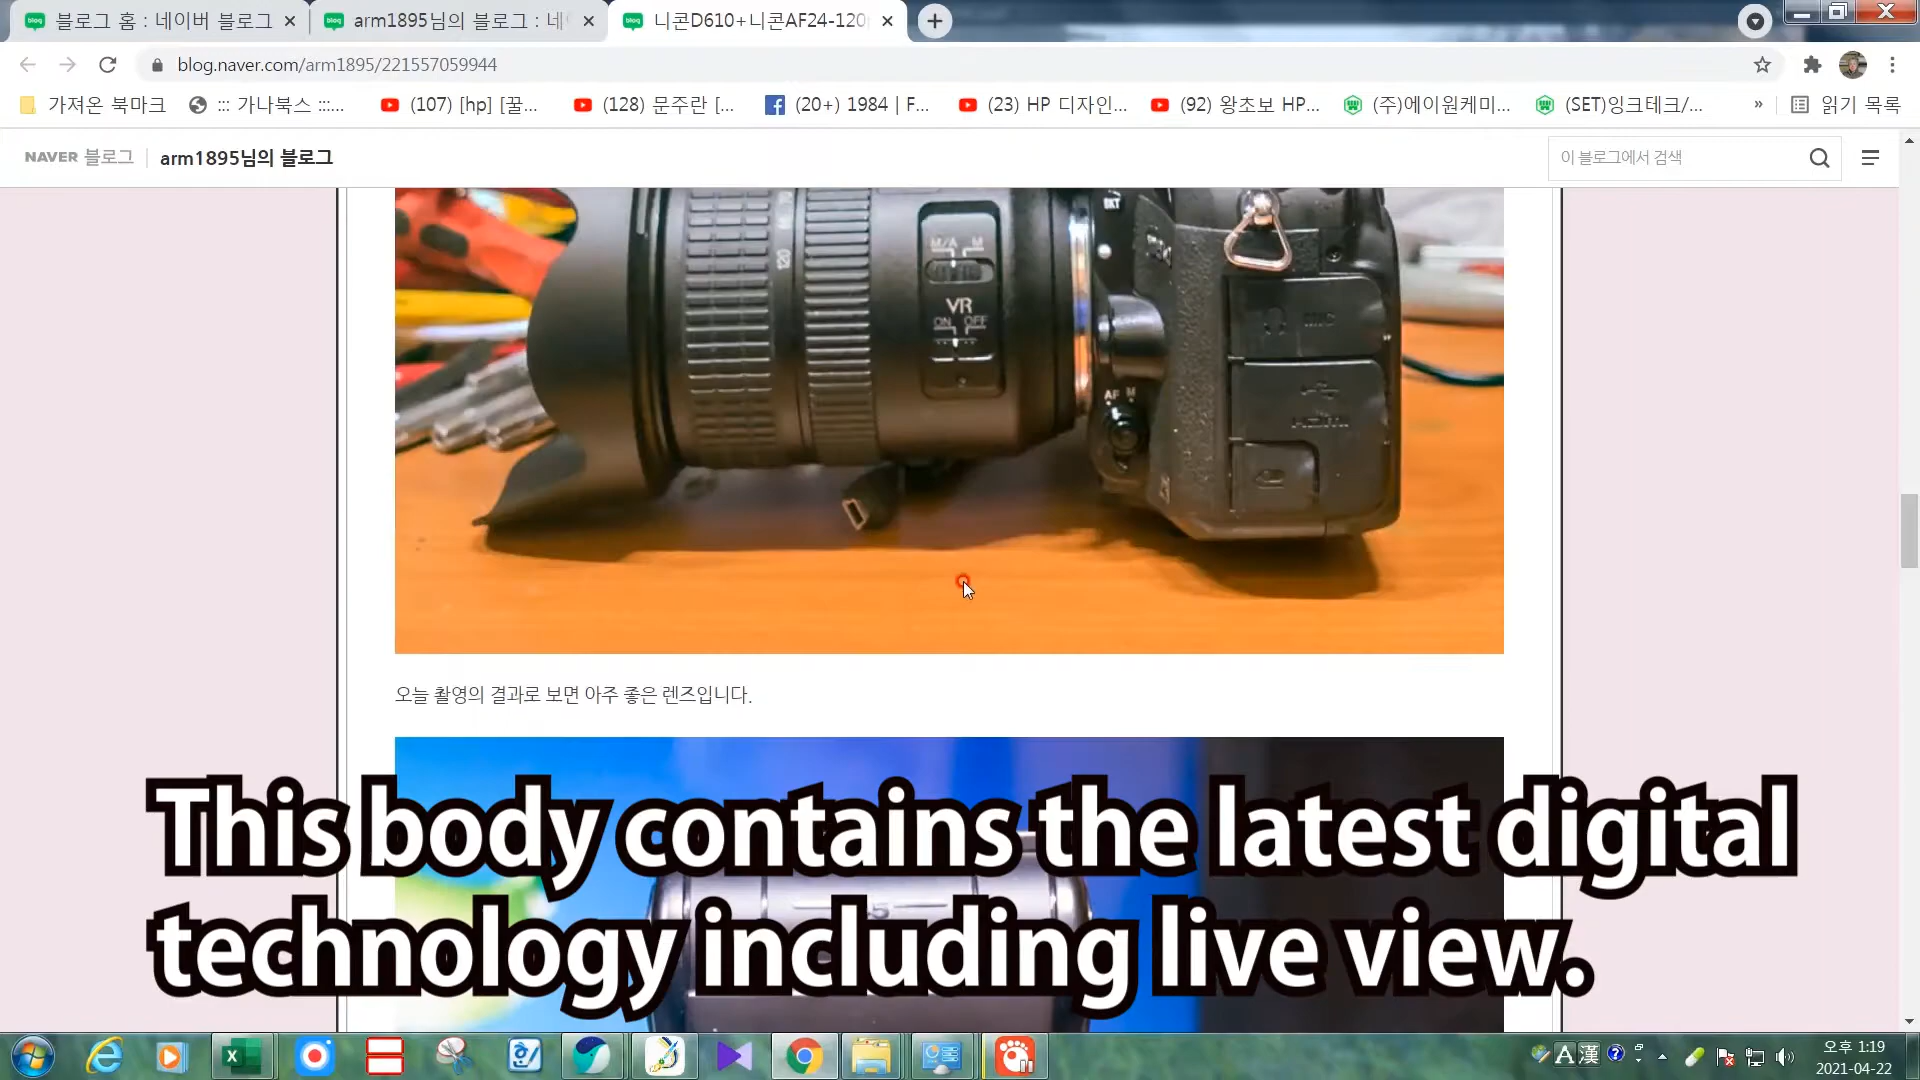 블로그 홈 : 네이버 블로그
arm1895님의 블로그 : 네이
니콘D610+니콘AF24-120
blog.naver.com/arm1895/221557059944
가져온 북마크
::: 가나북스 :::...
(107) [hp] [꿀...
(128) 문주란 [...
(20+) 1984 | F...
(23) HP 디자인...
(92) 왕초보 HP...
(주)에이원케미...
(SET)잉크테크/...
»
읽기 목록
NAVER 블로그
arm1895님의 블로그
이 블로그에서 검색
120
M/A M
VR
ON OFF
BKT
MIC
AF M
HDMI
오늘 촬영의 결과로 보면 아주 좋은 렌즈입니다.
This body contains the latest digital
technology including live view.
A 漢
오후 1:19
2021-04-22